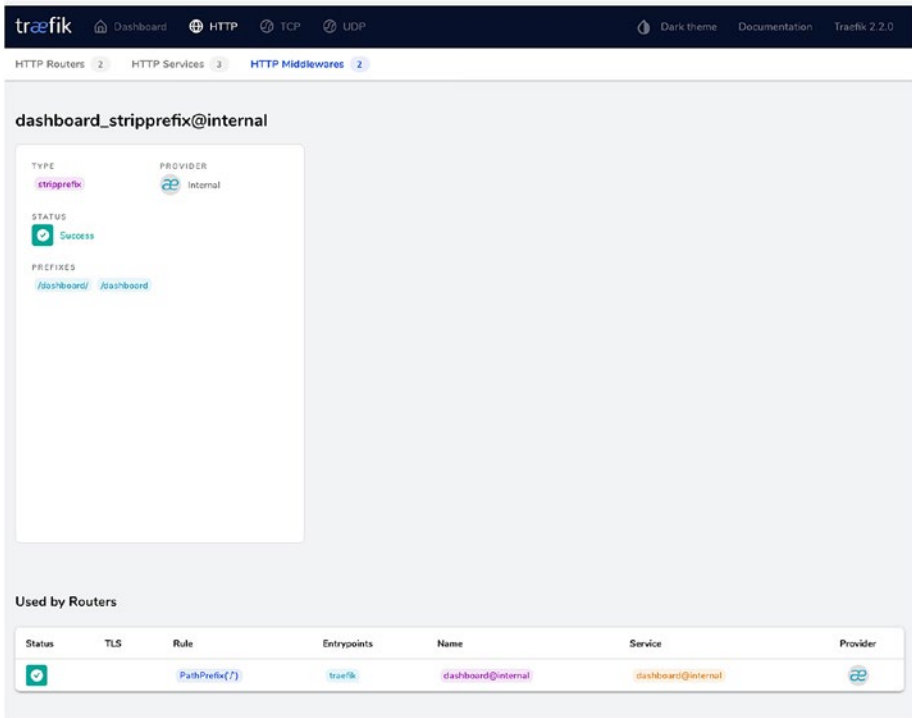 træfik Dashboard HTTP TCP UDP Dark theme Documentation Traefik 2.2.0
HTTP Routers 2 HTTP Services 3 HTTP Middlewares 2
dashboard_stripprefix@internal
TYPE PROVIDER
stripprefix æ Internal
STATUS
Success
PREFIXES
/dashboard/ /dashboard
Used by Routers
Status TLS Rule Entrypoints Name Service Provider
PathPrefix(`/`) traefik dashboard@internal dashboard@internal æ